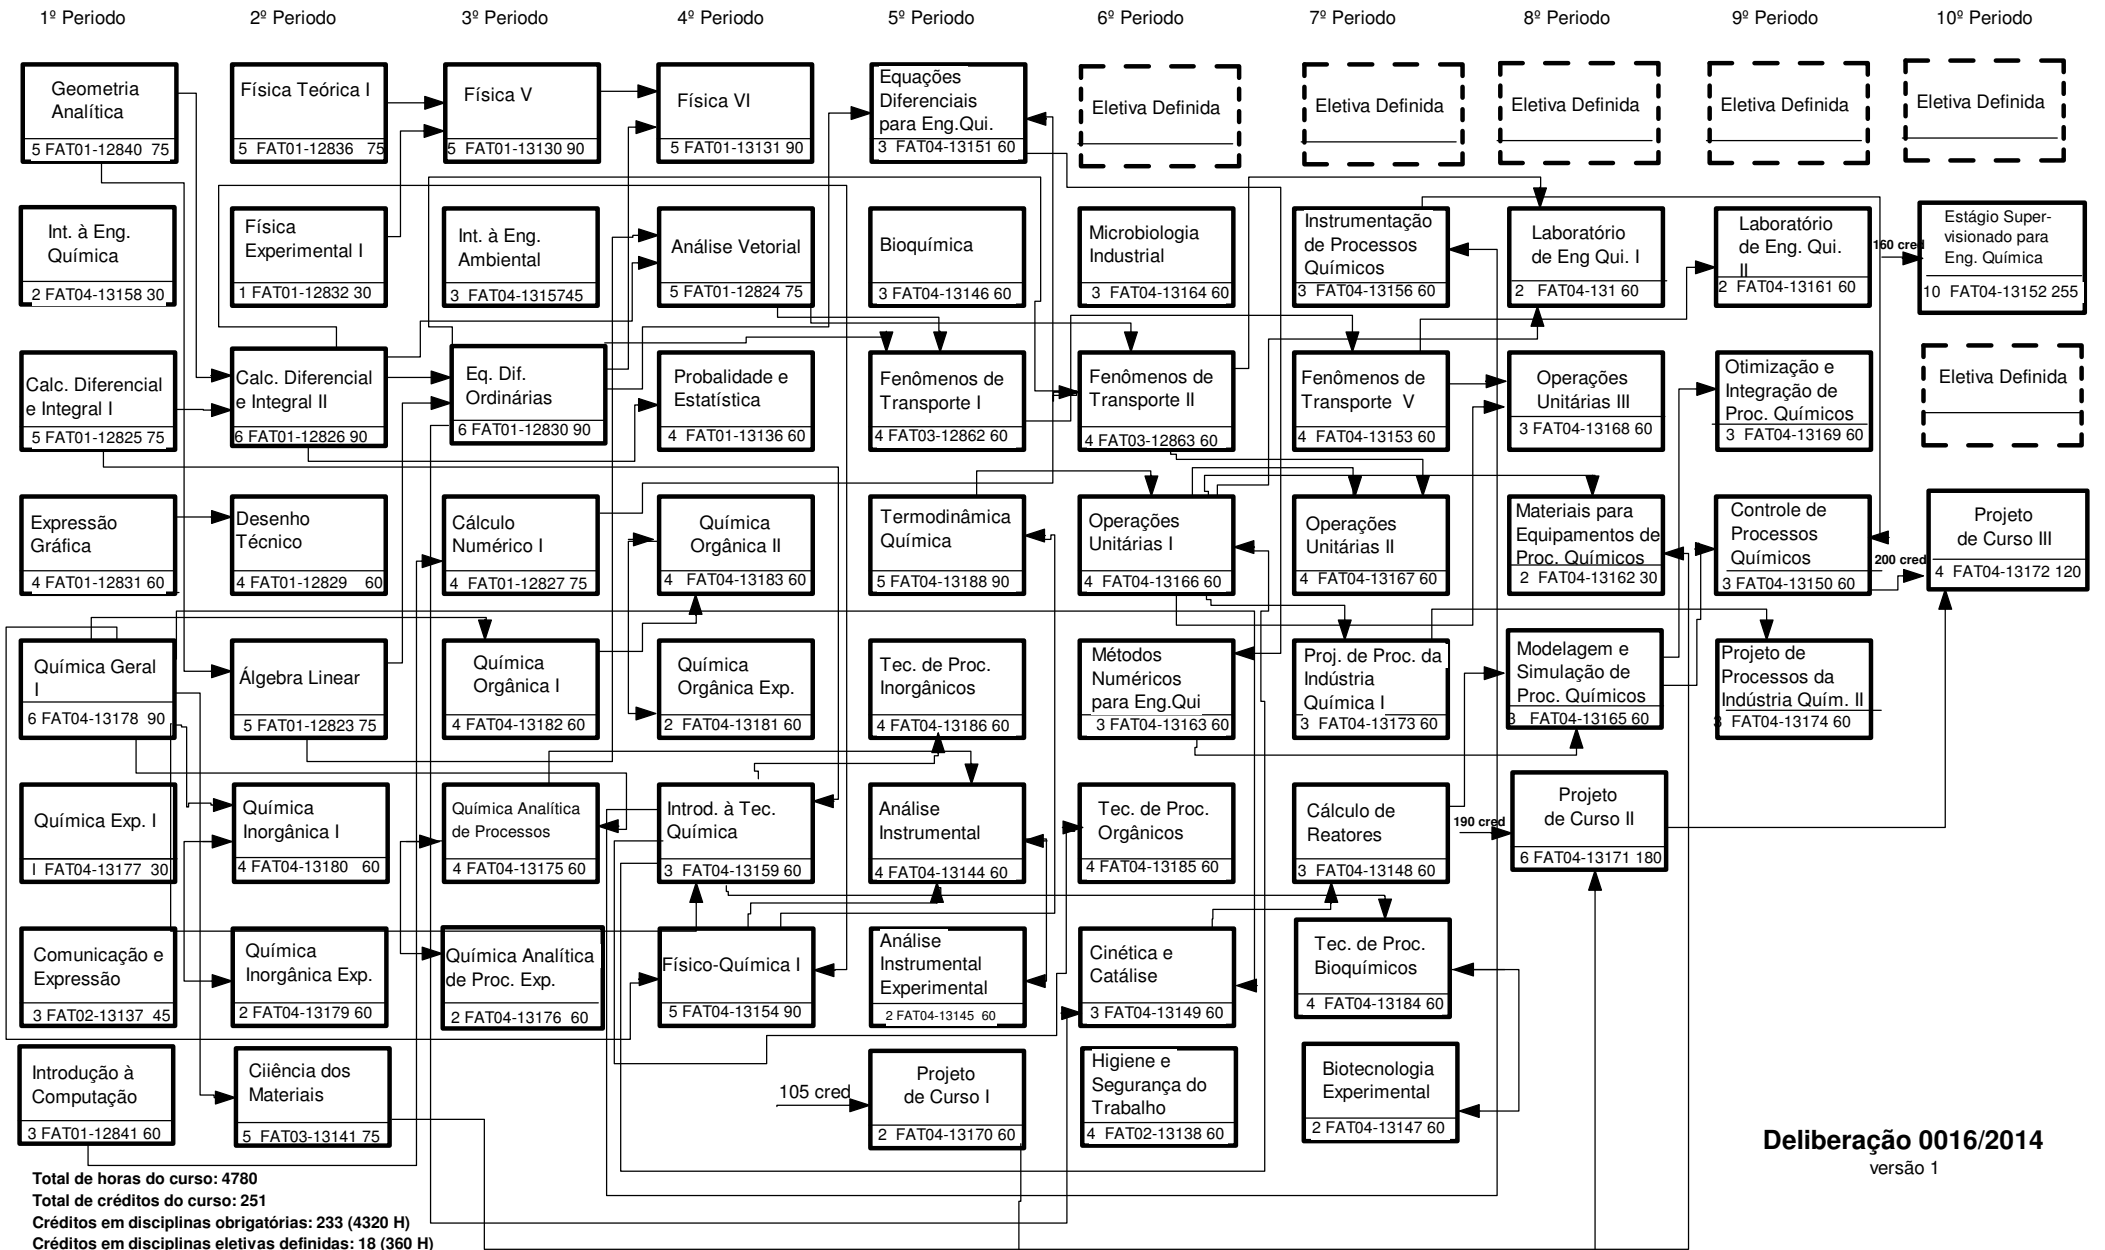 1º Periodo
2º Periodo
3º Periodo
4º Periodo
5º Periodo
6º Periodo
7º Periodo
8º Periodo
9º Periodo
10º Periodo
Geometria
Analítica
5 FAT01-12840 75
Física Teórica I
5 FAT01-12836 75
Física V
5 FAT01-13130 90
Física VI
5 FAT01-13131 90
Equações
Diferenciais
para Eng.Qui.
3 FAT04-13151 60
Eletiva Definida
Eletiva Definida
Eletiva Definida
Eletiva Definida
Eletiva Definida
Int. à Eng.
Química
2 FAT04-13158 30
Física
Experimental I
1 FAT01-12832 30
Int. à Eng.
Ambiental
3 FAT04-1315745
Análise Vetorial
5 FAT01-12824 75
Bioquímica
3 FAT04-13146 60
Microbiologia
Industrial
3 FAT04-13164 60
Instrumentação
de Processos
Químicos
3 FAT04-13156 60
Laboratório
de Eng Qui. I
2 FAT04-131 60
Laboratório
de Eng. Qui.
II
2 FAT04-13161 60
160 cred
Estágio Super-
visionado para
Eng. Química
10 FAT04-13152 255
Calc. Diferencial
e Integral I
5 FAT01-12825 75
Calc. Diferencial
e Integral II
6 FAT01-12826 90
Eq. Dif.
Ordinárias
6 FAT01-12830 90
Probalidade e
Estatística
4 FAT01-13136 60
Fenômenos de
Transporte I
4 FAT03-12862 60
Fenômenos de
Transporte II
4 FAT03-12863 60
Fenômenos de
Transporte V
4 FAT04-13153 60
Operações
Unitárias III
3 FAT04-13168 60
Otimização e
Integração de
Proc. Químicos
3 FAT04-13169 60
Eletiva Definida
Expressão
Gráfica
4 FAT01-12831 60
Desenho
Técnico
4 FAT01-12829 60
Cálculo
Numérico I
4 FAT01-12827 75
Química
Orgânica II
4 FAT04-13183 60
Termodinâmica
Química
5 FAT04-13188 90
Operações
Unitárias I
4 FAT04-13166 60
Operações
Unitárias II
4 FAT04-13167 60
Materiais para
Equipamentos de
Proc. Químicos
2 FAT04-13162 30
Controle de
Processos
Químicos
3 FAT04-13150 60
200 cred
Projeto
de Curso III
4 FAT04-13172 120
Química Geral
I
6 FAT04-13178 90
Álgebra Linear
5 FAT01-12823 75
Química
Orgânica I
4 FAT04-13182 60
Química
Orgânica Exp.
2 FAT04-13181 60
Tec. de Proc.
Inorgânicos
4 FAT04-13186 60
Métodos
Numéricos
para Eng.Qui
3 FAT04-13163 60
Proj. de Proc. da
Indústria
Química I
3 FAT04-13173 60
Modelagem e
Simulação de
Proc. Químicos
3 FAT04-13165 60
Projeto de
Processos da
Indústria Quím. II
3 FAT04-13174 60
Química Exp. I
I FAT04-13177 30
Química
Inorgânica I
4 FAT04-13180 60
Química Analítica
de Processos
4 FAT04-13175 60
Introd. à Tec.
Química
3 FAT04-13159 60
Análise
Instrumental
4 FAT04-13144 60
Tec. de Proc.
Orgânicos
4 FAT04-13185 60
Cálculo de
Reatores
3 FAT04-13148 60
190 cred
Projeto
de Curso II
6 FAT04-13171 180
Comunicação e
Expressão
3 FAT02-13137 45
Química
Inorgânica Exp.
2 FAT04-13179 60
Química Analítica
de Proc. Exp.
2 FAT04-13176 60
Físico-Química I
5 FAT04-13154 90
Análise
Instrumental
Experimental
2 FAT04-13145 60
Cinética e
Catálise
3 FAT04-13149 60
Tec. de Proc.
Bioquímicos
4 FAT04-13184 60
Introdução à
Computação
3 FAT01-12841 60
Ciiência dos
Materiais
5 FAT03-13141 75
105 cred
Projeto
de Curso I
2 FAT04-13170 60
Higiene e
Segurança do
Trabalho
4 FAT02-13138 60
Biotecnologia
Experimental
2 FAT04-13147 60
Deliberação 0016/2014
versão 1
Total de horas do curso: 4780
Total de créditos do curso: 251
Créditos em disciplinas obrigatórias: 233 (4320 H)
Créditos em disciplinas eletivas definidas: 18 (360 H)